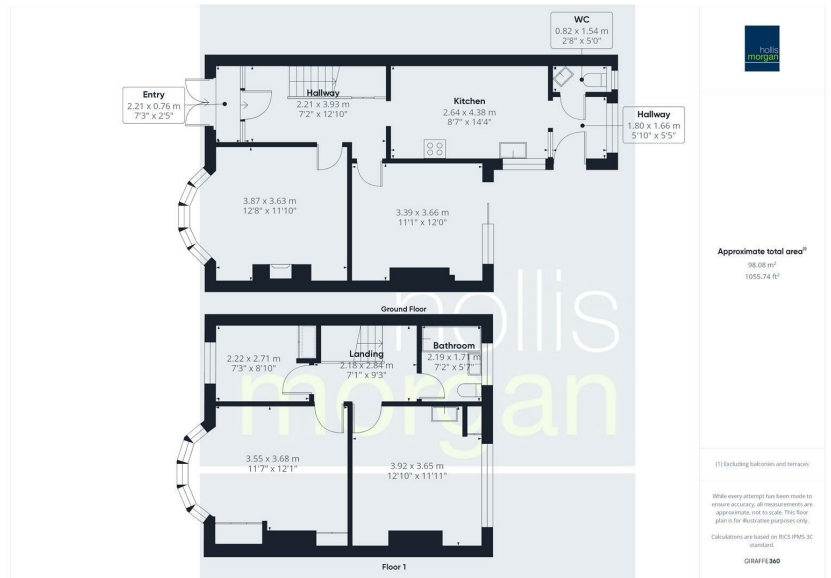 WC
0.82 x 1.54 m
2'8" x 5'0"
hollis
morgan
Entry
2.21 x 0.76 m
7'3" x 2'5"
Hallway
2.21 x 3.93 m
7'2" x 12'10"
Kitchen
2.64 x 4.38 m
8'7" x 14'4"
Hallway
1.80 x 1.66 m
5'10" x 5'5"
3.87 x 3.63 m
12'8" x 11'10"
3.39 x 3.66 m
11'1" x 12'0"
Approximate total area⁽¹⁾
98.08 m²
1055.74 ft²
Ground Floor
hollis
morgan
2.22 x 2.71 m
7'3" x 8'10"
Landing
2.18 x 2.84 m
7'1" x 9'3"
Bathroom
2.19 x 1.71 m
7'2" x 5'7"
3.55 x 3.68 m
11'7" x 12'1"
3.92 x 3.65 m
12'10" x 11'11"
Floor 1
(1) Excluding balconies and terraces
While every attempt has been made to
ensure accuracy, all measurements are
approximate, not to scale. This floor
plan is for illustrative purposes only.
Calculations are based on RICS IPMS 3C
standard.
GIRAFFE360